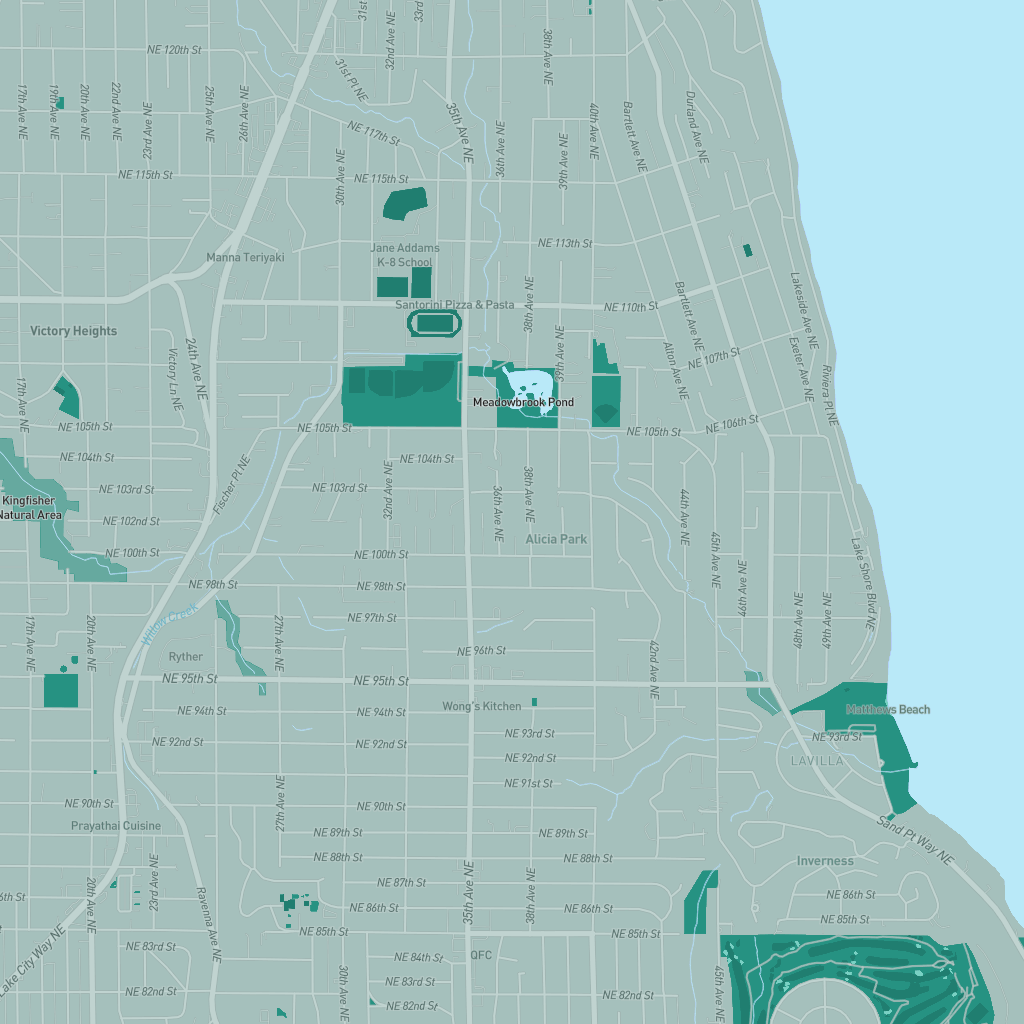 31st
33rd
NE 120th St
32nd Ave NE
38th Ave NE
17th Ave NE
19th Ave NE
20th Ave NE
22nd Ave NE
23rd Ave NE
25th Ave NE
26th Ave NE
31st Pl NE
35th Ave NE
NE 117th St
36th Ave NE
40th Ave NE
39th Ave NE
Bartlett Ave NE
Durland Ave NE
NE 115th St
30th Ave NE
NE 115th St
Jane Addams
K-8 School
NE 113th St
Manna Teriyaki
Santorini Pizza & Pasta
38th Ave NE
NE 110th St
Bartlett Ave NE
Lakeside Ave NE
Exeter Ave NE
Riviera Pl NE
Victory Heights
Victory Ln NE
24th Ave NE
39th Ave NE
Alton Ave NE
NE 107th St
17th Ave NE
Meadowbrook Pond
NE 105th St
NE 105th St
NE 105th St
NE 106th St
NE 104th St
NE 104th St
Fischer Pl NE
32nd Ave NE
NE 103rd St
NE 103rd St
36th Ave NE
38th Ave NE
44th Ave NE
Kingfisher
Natural Area
NE 102nd St
Alicia Park
45th Ave NE
Lake Shore Blvd NE
NE 100th St
NE 100th St
46th Ave NE
NE 98th St
NE 98th St
48th Ave NE
49th Ave NE
Willow Creek
NE 97th St
17th Ave NE
20th Ave NE
27th Ave NE
Ryther
NE 96th St
42nd Ave NE
NE 95th St
NE 95th St
NE 94th St
NE 94th St
Wong's Kitchen
Matthews Beach
NE 93rd St
NE 93rd St
NE 92nd St
NE 92nd St
NE 92nd St
LAVILLA
NE 91st St
27th Ave NE
NE 90th St
NE 90th St
Prayathai Cuisine
NE 89th St
NE 89th St
Sand Pt Way NE
NE 88th St
NE 88th St
Inverness
23rd Ave NE
20th Ave NE
Ravenna Ave NE
NE 87th St
35th Ave NE
38th Ave NE
6th St
NE 86th St
NE 86th St
NE 86th St
NE 85th St
NE 85th St
NE 85th St
Lake City Way NE
NE 83rd St
NE 84th St
QFC
30th Ave NE
45th Ave NE
NE 83rd St
NE 82nd St
NE 82nd St
NE 82nd St